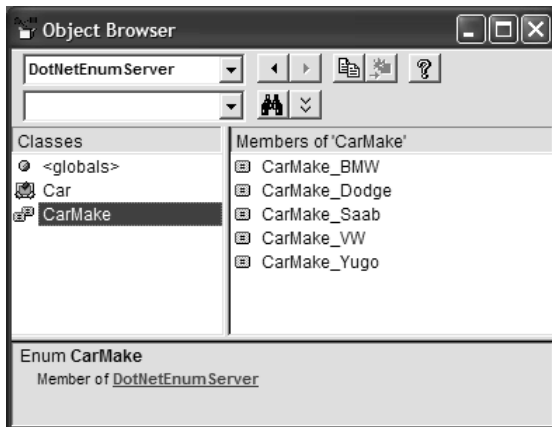 Object Browser
DotNetEnumServer
Classes
<globals>
Car
CarMake
Members of 'CarMake'
CarMake_BMW
CarMake_Dodge
CarMake_Saab
CarMake_VW
CarMake_Yugo
Enum CarMake
Member of DotNetEnumServer